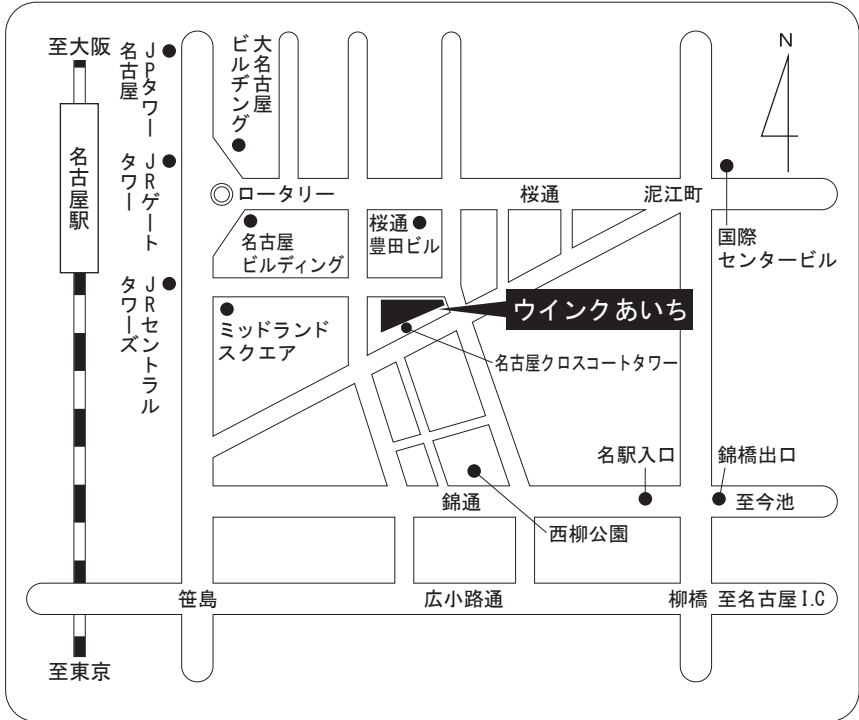 至大阪
JPタワー
名古屋
大名古屋
ビルヂング
N
名古屋駅
JRゲート
タワー
ロータリー
桜通
泥江町
名古屋
ビルディング
桜通
豊田ビル
国際
センタービル
JRセントラル
タワーズ
ミッドランド
スクエア
ウインクあいち
名古屋クロスコートタワー
名駅入口
錦橋出口
錦通
至今池
西柳公園
笹島
広小路通
柳橋
至名古屋I.C
至東京